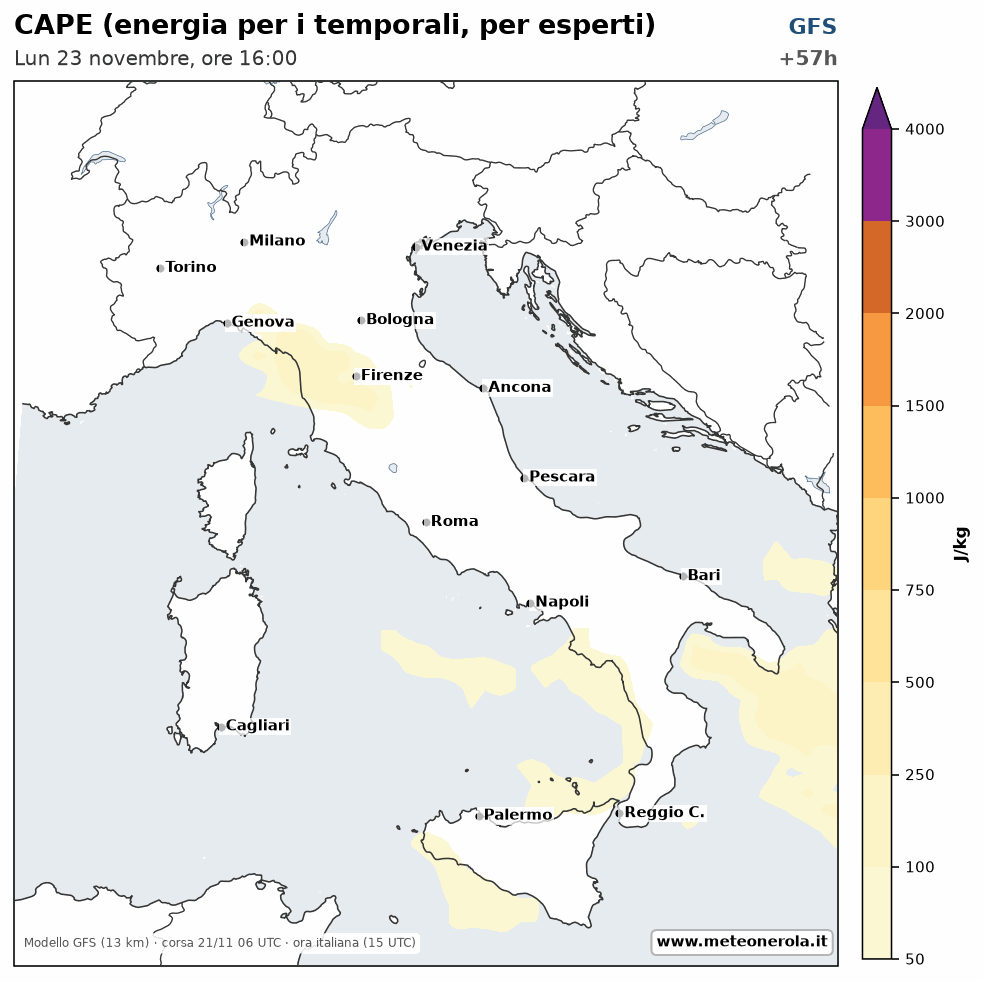 CAPE (energia per i temporali, per esperti)
GFS
Lun 23 novembre, ore 16:00
+57h
4000
3000
2000
1500
1000
750
500
250
100
50
J/kg
Milano
Venezia
Torino
Genova
Bologna
Firenze
Ancona
Pescara
Roma
Bari
Napoli
Cagliari
Palermo
Reggio C.
Modello GFS (13 km) · corsa 21/11 06 UTC · ora italiana (15 UTC)
www.meteonerola.it